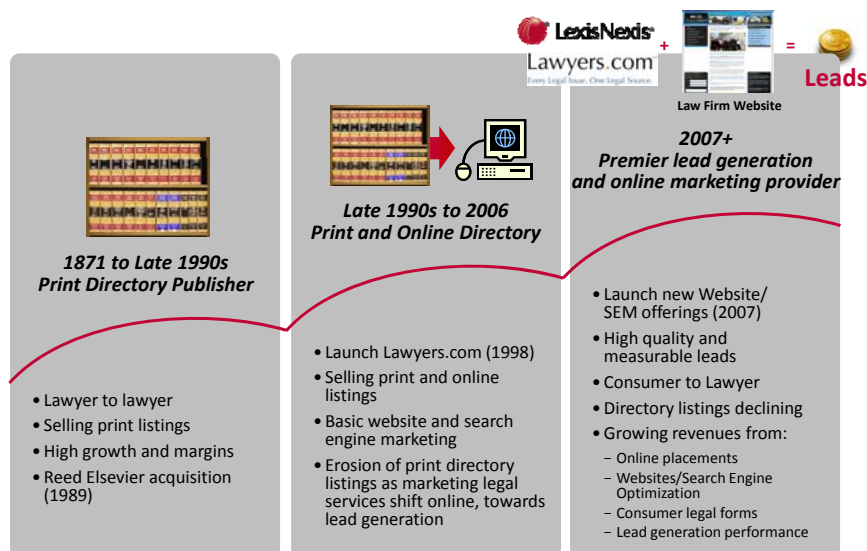 LexisNexis®
Lawyers.com
Every Legal Issue. One Legal Source.
+
=
Leads
Law Firm Website
1871 to Late 1990s
Print Directory Publisher
• Lawyer to lawyer
• Selling print listings
• High growth and margins
• Reed Elsevier acquisition
(1989)
Late 1990s to 2006
Print and Online Directory
• Launch Lawyers.com (1998)
• Selling print and online
listings
• Basic website and search
engine marketing
• Erosion of print directory
listings as marketing legal
services shift online, towards
lead generation
2007+
Premier lead generation
and online marketing provider
• Launch new Website/
SEM offerings (2007)
• High quality and
measurable leads
• Consumer to Lawyer
• Directory listings declining
• Growing revenues from:
– Online placements
– Websites/Search Engine
Optimization
– Consumer legal forms
– Lead generation performance